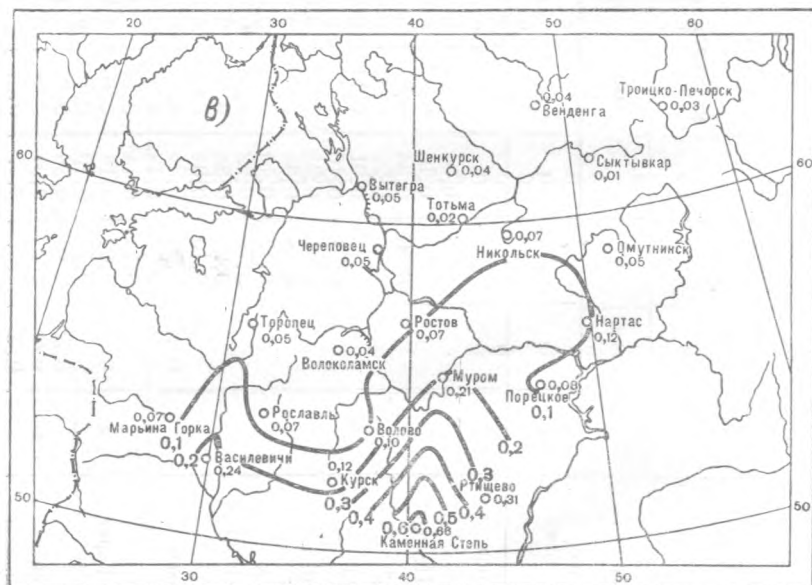 20 30 40 50 60
в)
0,04
Венденга
Троицко-Печорск
0,03
60
Шенкурск
0,04
Сыктывкар
0,01
60
Вытегра
0,05
Тотьма
0,02
0,07
Никольск
Омутнинск
0,05
Череповец
0,05
Торопец
0,05
0,04
Волоколамск
Ростов
0,07
Нартас
0,12
Муром
0,21
0,08
Порецкое
0,1
0,07
Марьина Горка
0,1
Рославль
0,07
Волово
0,10
0,2
0,2
Василевичи
0,24
0,12
Курск
0,3
0,3
Ртищево
0,31
0,4
0,4
0,5
0,6
0,66
Каменная Степь
50
50
30 40 50